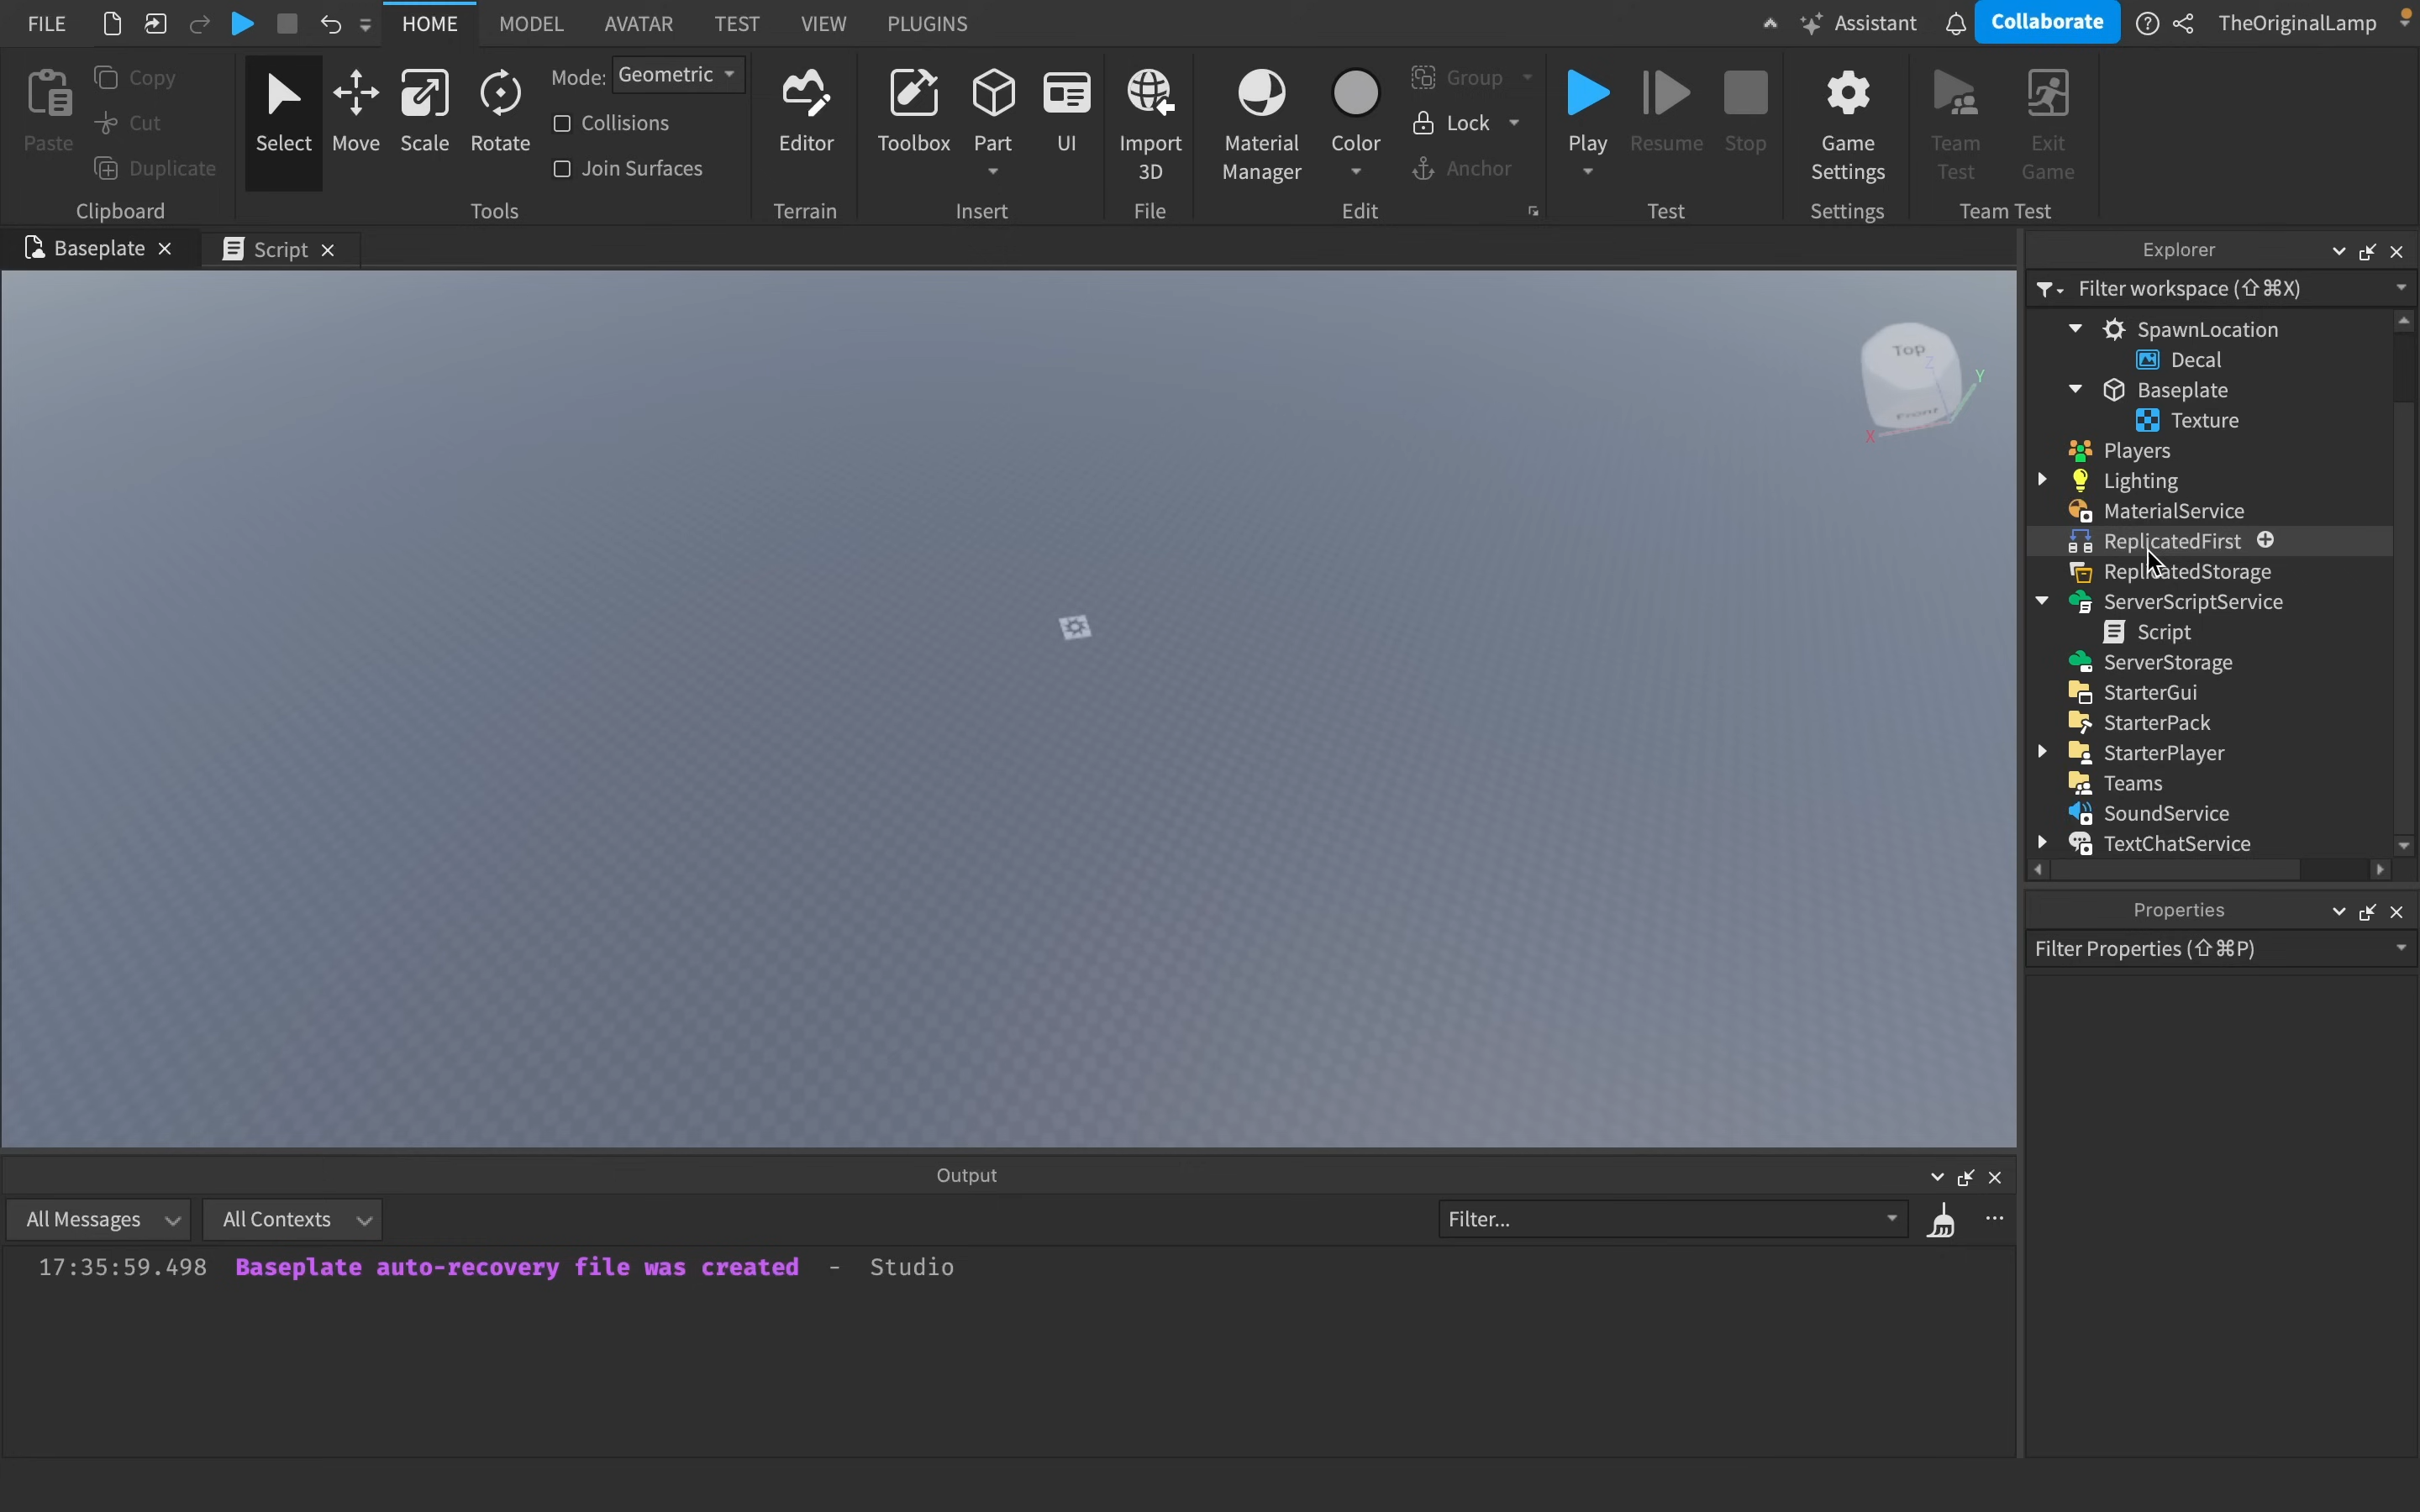 FILE
HOME
MODEL
AVATAR
TEST
VIEW
PLUGINS
Assistant
Collaborate
TheOriginalLamp
Paste
Copy
Cut
Duplicate
Clipboard
Select
Move
Scale
Rotate
Mode: Geometric
Collisions
Join Surfaces
Tools
Editor
Terrain
Toolbox
Part
UI
Insert
Import
3D
File
Material
Manager
Color
Group
Lock
Anchor
Edit
Play
Resume
Stop
Test
Game
Settings
Settings
Team
Test
Exit
Game
Team Test
Baseplate
Script
Top
Front
X
Y
Z
Explorer
Filter workspace (⇧⌘X)
SpawnLocation
Decal
Baseplate
Texture
Players
Lighting
MaterialService
ReplicatedFirst
ReplicatedStorage
ServerScriptService
Script
ServerStorage
StarterGui
StarterPack
StarterPlayer
Teams
SoundService
TextChatService
Properties
Filter Properties (⇧⌘P)
Output
All Messages
All Contexts
Filter...
17:35:59.498 Baseplate auto-recovery file was created - Studio